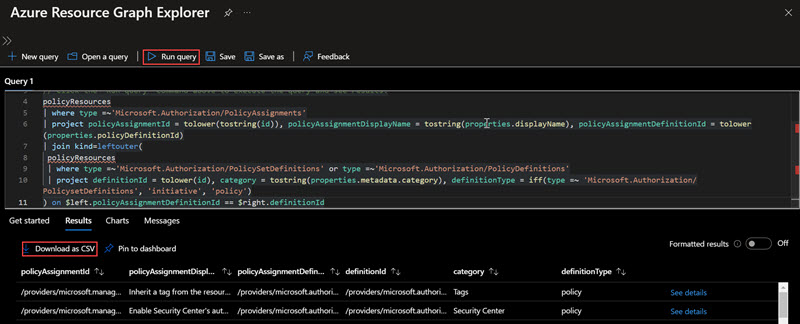 Azure Resource Graph Explorer
New query
Open a query
Run query
Save
Save as
Feedback
Query 1
4 policyResources
5 | where type =~'Microsoft.Authorization/PolicyAssignments'
6 | project policyAssignmentId = tolower(tostring(id)), policyAssignmentDisplayName = tostring(properties.displayName), policyAssignmentDefinitionId = tolower
(properties.policyDefinitionId)
7 | join kind=leftouter(
8 policyResources
9 | where type =~'Microsoft.Authorization/PolicySetDefinitions' or type =~'Microsoft.Authorization/PolicyDefinitions'
10 | project definitionId = tolower(id), category = tostring(properties.metadata.category), definitionType = iff(type =~ 'Microsoft.Authorization/
PolicysetDefinitions', 'initiative', 'policy')
11 ) on $left.policyAssignmentDefinitionId == $right.definitionId
Get started Results Charts Messages
Download as CSV Pin to dashboard Formatted results Off
policyAssignmentId policyAssignmentDispl... policyAssignmentDefin... definitionId category definitionType
/providers/microsoft.manag... Inherit a tag from the resour... /providers/microsoft.authori... /providers/microsoft.authori... Tags policy See details
/providers/microsoft.manag... Enable Security Center's aut... /providers/microsoft.authori... /providers/microsoft.authori... Security Center policy See details